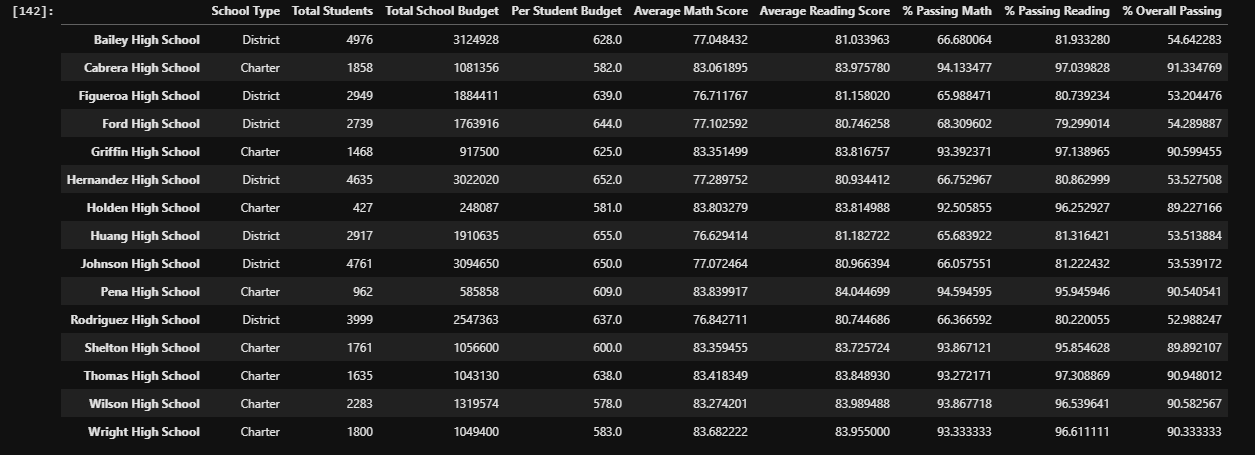 [142]: School Type Total Students Total School Budget Per Student Budget Average Math Score Average Reading Score % Passing Math % Passing Reading % Overall Passing
Bailey High School District 4976 3124928 628.0 77.048432 81.033963 66.680064 81.933280 54.642283
Cabrera High School Charter 1858 1081356 582.0 83.061895 83.975780 94.133477 97.039828 91.334769
Figueroa High School District 2949 1884411 639.0 76.711767 81.158020 65.988471 80.739234 53.204476
Ford High School District 2739 1763916 644.0 77.102592 80.746258 68.309602 79.299014 54.289887
Griffin High School Charter 1468 917500 625.0 83.351499 83.816757 93.392371 97.138965 90.599455
Hernandez High School District 4635 3022020 652.0 77.289752 80.934412 66.752967 80.862999 53.527508
Holden High School Charter 427 248087 581.0 83.803279 83.814988 92.505855 96.252927 89.227166
Huang High School District 2917 1910635 655.0 76.629414 81.182722 65.683922 81.316421 53.513884
Johnson High School District 4761 3094650 650.0 77.072464 80.966394 66.057551 81.222432 53.539172
Pena High School Charter 962 585858 609.0 83.839917 84.044699 94.594595 95.945946 90.540541
Rodriguez High School District 3999 2547363 637.0 76.842711 80.744686 66.366592 80.220055 52.988247
Shelton High School Charter 1761 1056600 600.0 83.359455 83.725724 93.867121 95.854628 89.892107
Thomas High School Charter 1635 1043130 638.0 83.418349 83.848930 93.272171 97.308869 90.948012
Wilson High School Charter 2283 1319574 578.0 83.274201 83.989488 93.867718 96.539641 90.582567
Wright High School Charter 1800 1049400 583.0 83.682222 83.955000 93.333333 96.611111 90.333333